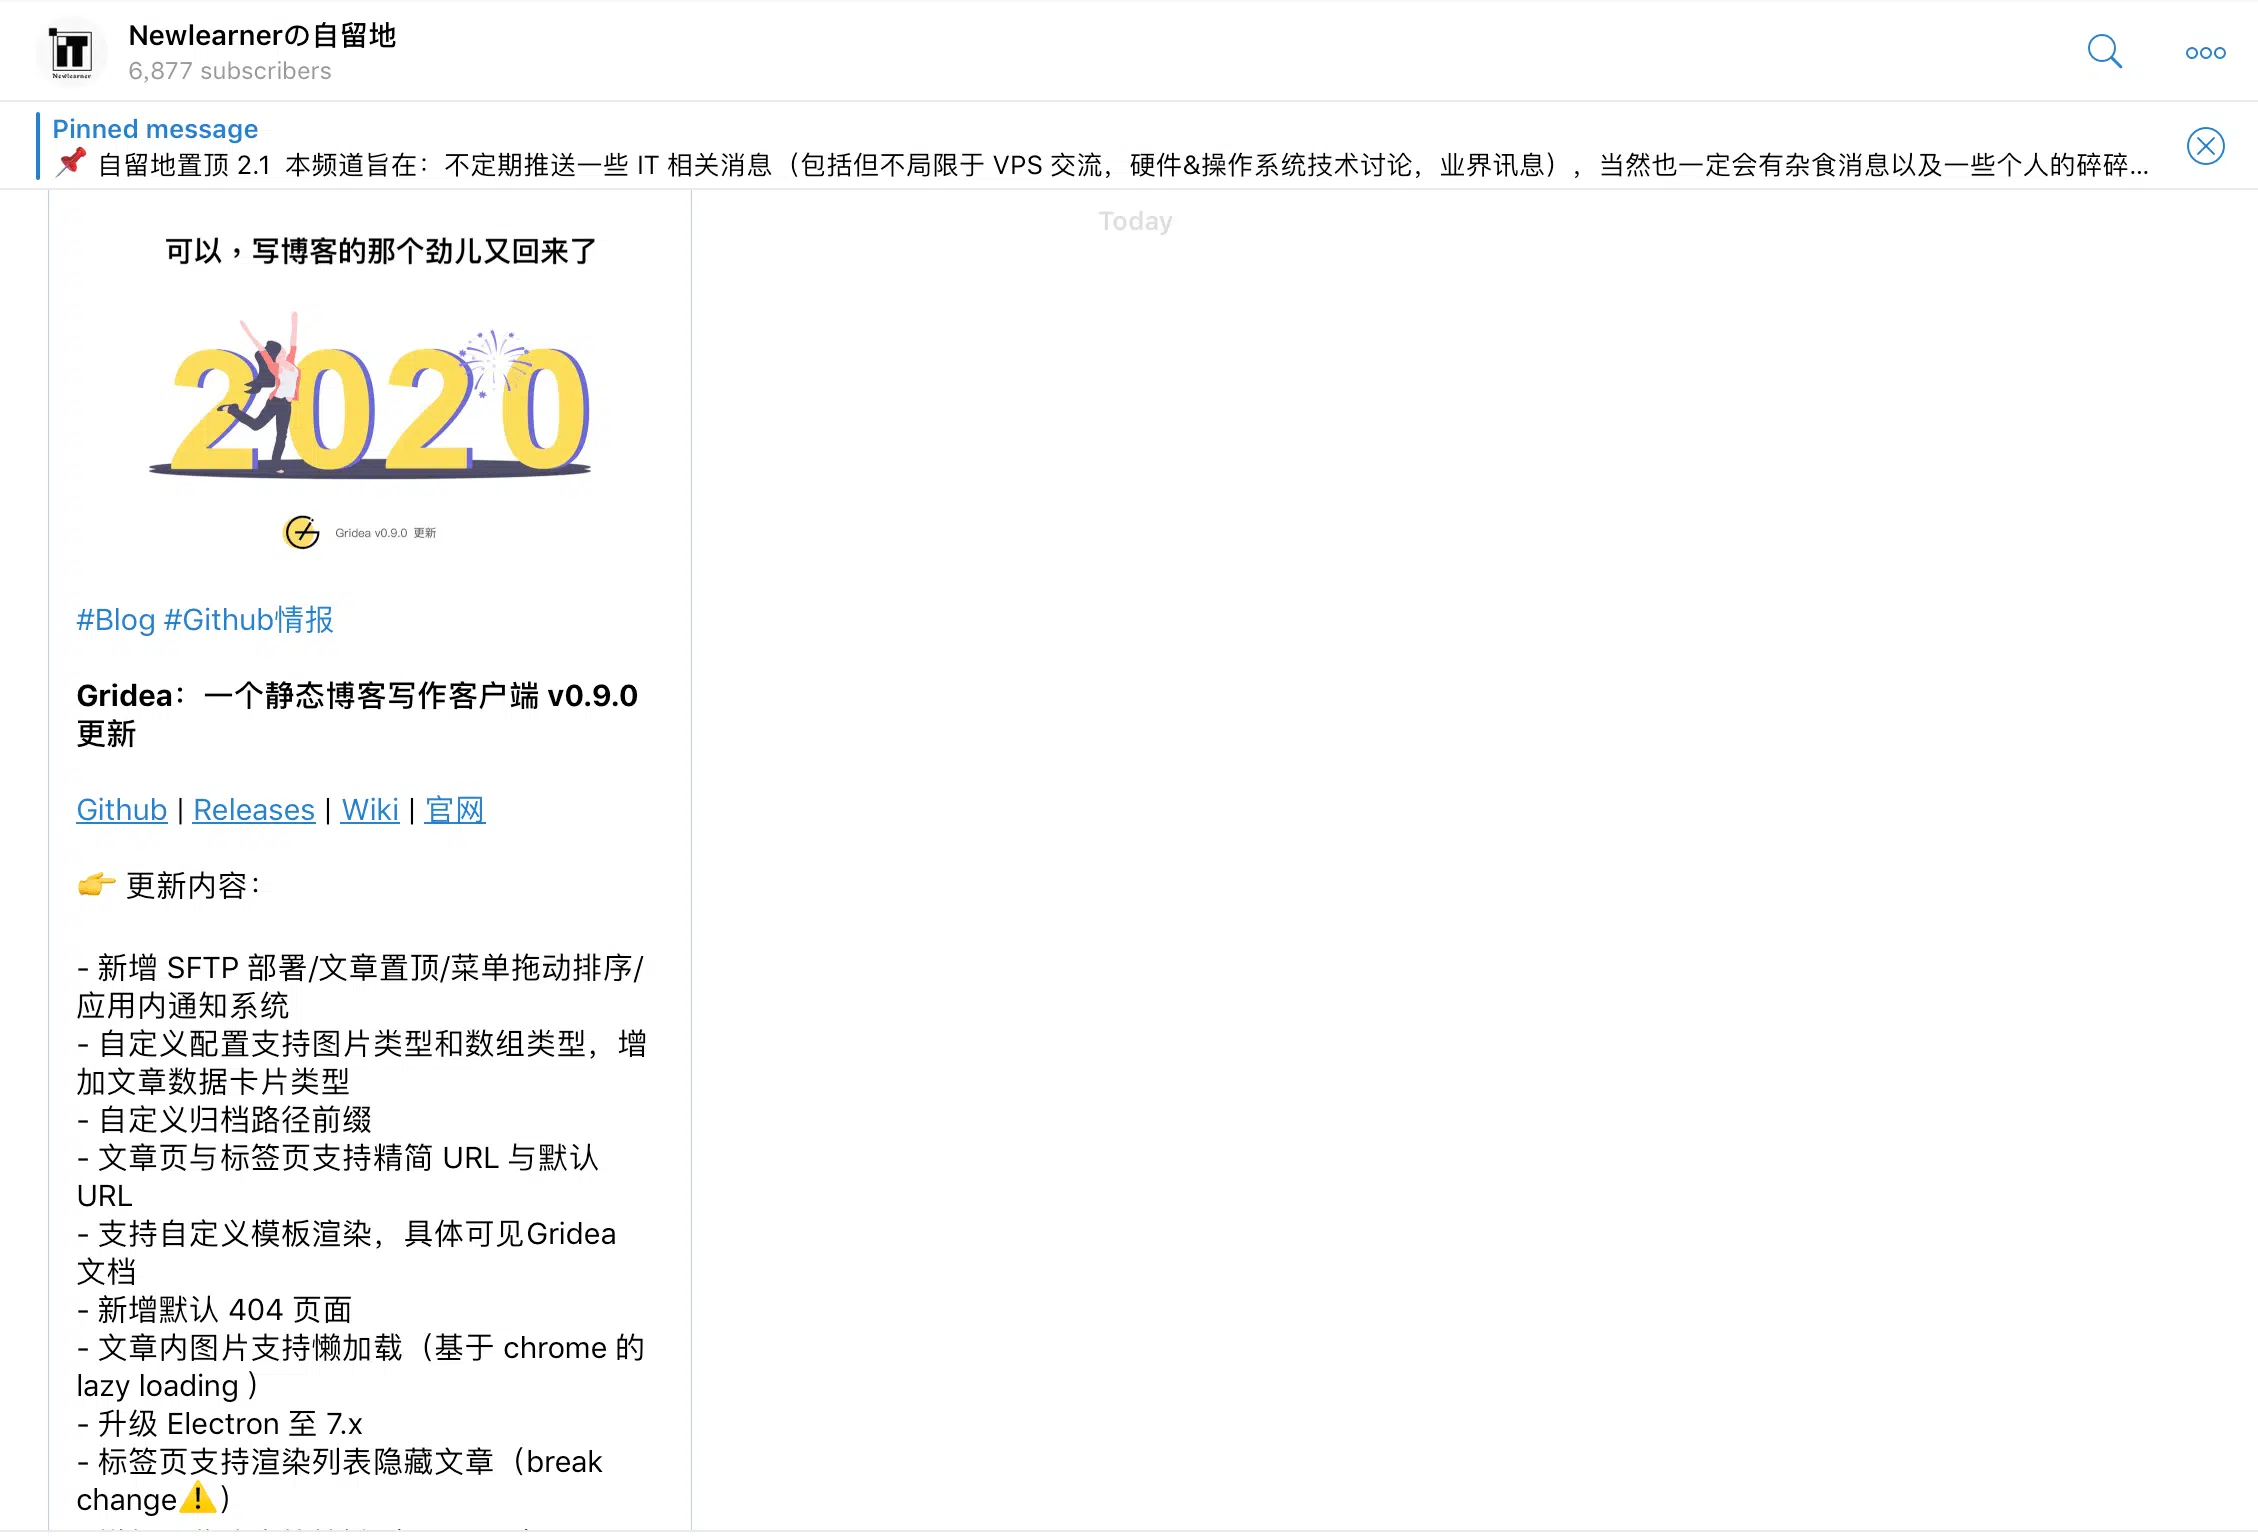 IT
Newlearner
Newlearnerの自留地
6,877 subscribers
Pinned message
📌 自留地置顶 2.1 本频道旨在：不定期推送一些 IT 相关消息（包括但不局限于 VPS 交流，硬件&操作系统技术讨论，业界讯息），当然也一定会有杂食消息以及一些个人的碎碎...
Today
可以，写博客的那个劲儿又回来了
2020
Gridea v0.9.0 更新
#Blog #Github情报
Gridea：一个静态博客写作客户端 v0.9.0
更新
Github | Releases | Wiki | 官网
👉 更新内容：
- 新增 SFTP 部署/文章置顶/菜单拖动排序/
应用内通知系统
- 自定义配置支持图片类型和数组类型，增
加文章数据卡片类型
- 自定义归档路径前缀
- 文章页与标签页支持精简 URL 与默认
URL
- 支持自定义模板渲染，具体可见Gridea
文档
- 新增默认 404 页面
- 文章内图片支持懒加载（基于 chrome 的
lazy loading ）
- 升级 Electron 至 7.x
- 标签页支持渲染列表隐藏文章（break
change⚠️）